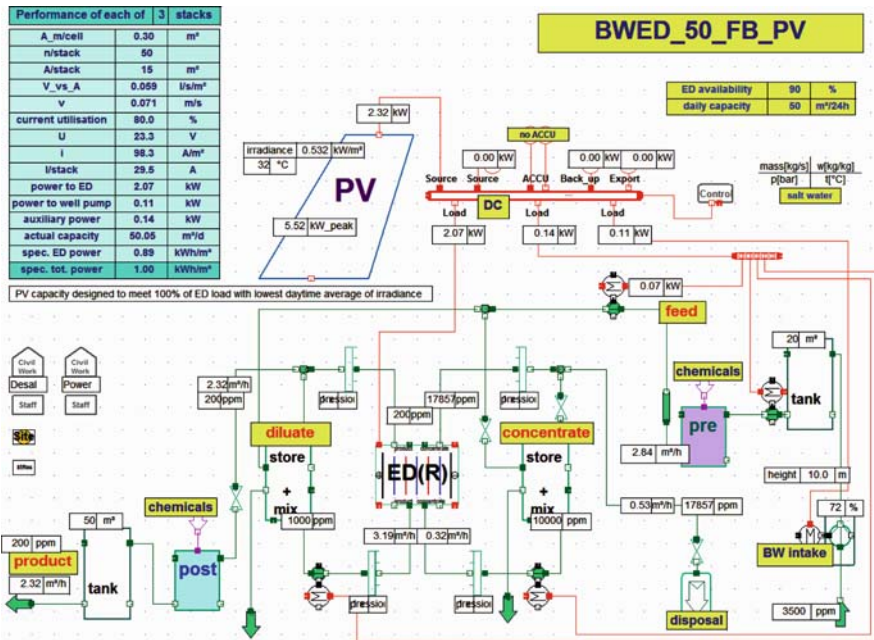 Performance of each of 3 stacks
A_m/cell 0.30 m²
n/stack 50
A/stack 15 m²
V_vs_A 0.059 l/s/m²
v 0.071 m/s
current utilisation 80.0 %
U 23.3 V
i 98.3 A/m²
I/stack 29.5 A
power to ED 2.07 kW
power to well pump 0.11 kW
auxiliary power 0.14 kW
actual capacity 50.05 m³/d
spec. ED power 0.89 kWh/m³
spec. tot. power 1.00 kWh/m³
PV capacity designed to meet 100% of ED load with lowest daytime average of irradiance
BWED_50_FB_PV
ED availability 90 %
daily capacity 50 m³/24h
mass[kg/s] w[kg/kg]
p[bar] t[°C]
salt water
2.32 kW
irradiance 0.532 kW/m²
32 °C
PV
5.52 kW_peak
no ACCU
0.00 kW
0.00 kW
0.00 kW
Source
Source
ACCU
Back_up
Export
Control
DC
Load
Load
Load
2.07 kW
0.14 kW
0.11 kW
0.07 kW
feed
20 m³
tank
chemicals
pre
2.84 m³/h
height 10.0 m
72 %
BW intake
3500 ppm
Civil
Work
Desal
Staff
Civil
Work
Power
Staff
Site
2.32 m³/h
200 ppm
pressio
200 ppm
17857 ppm
pressio
diluate
store
+
mix
1000 ppm
ED(R)
concentrate
store
+
mix
10000 ppm
3.19 m³/h
0.32 m³/h
pressio
pressio
0.53 m³/h
17857 ppm
disposal
chemicals
post
50 m³
tank
200 ppm
product
2.32 m³/h